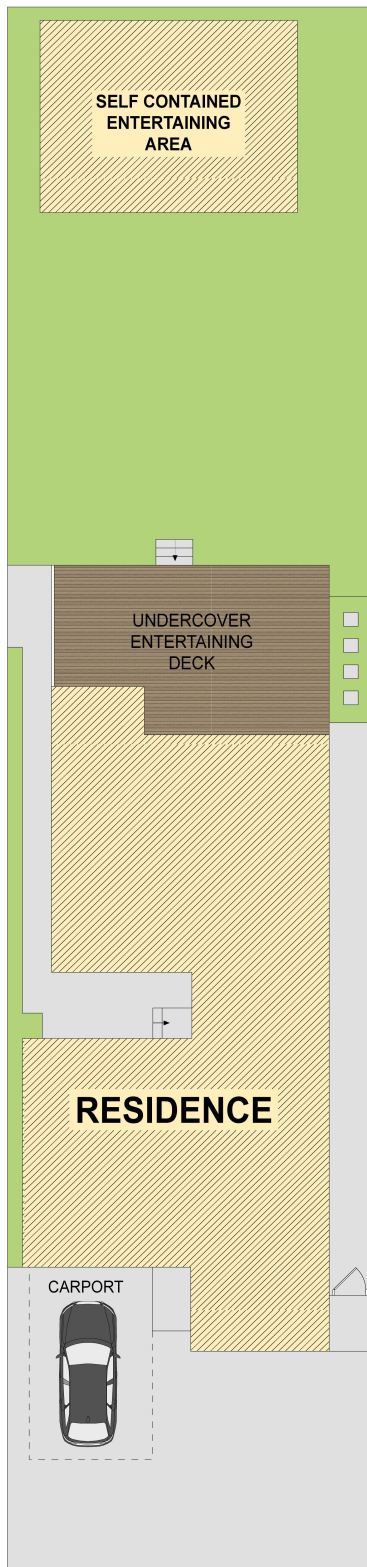 SELF CONTAINED
ENTERTAINING
AREA
UNDERCOVER
ENTERTAINING
DECK
RESIDENCE
CARPORT